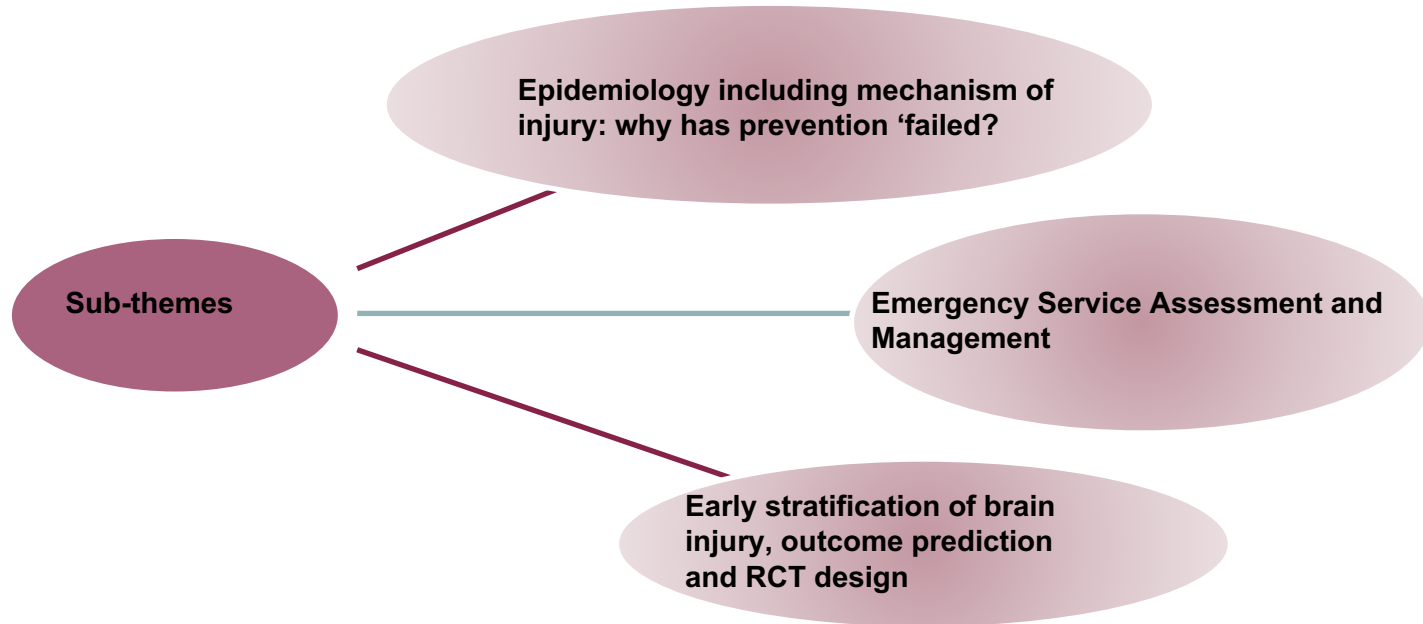 Epidemiology including mechanism of
injury: why has prevention ‘failed?
Sub-themes
Emergency Service Assessment and
Management
Early stratification of brain
injury, outcome prediction
and RCT design